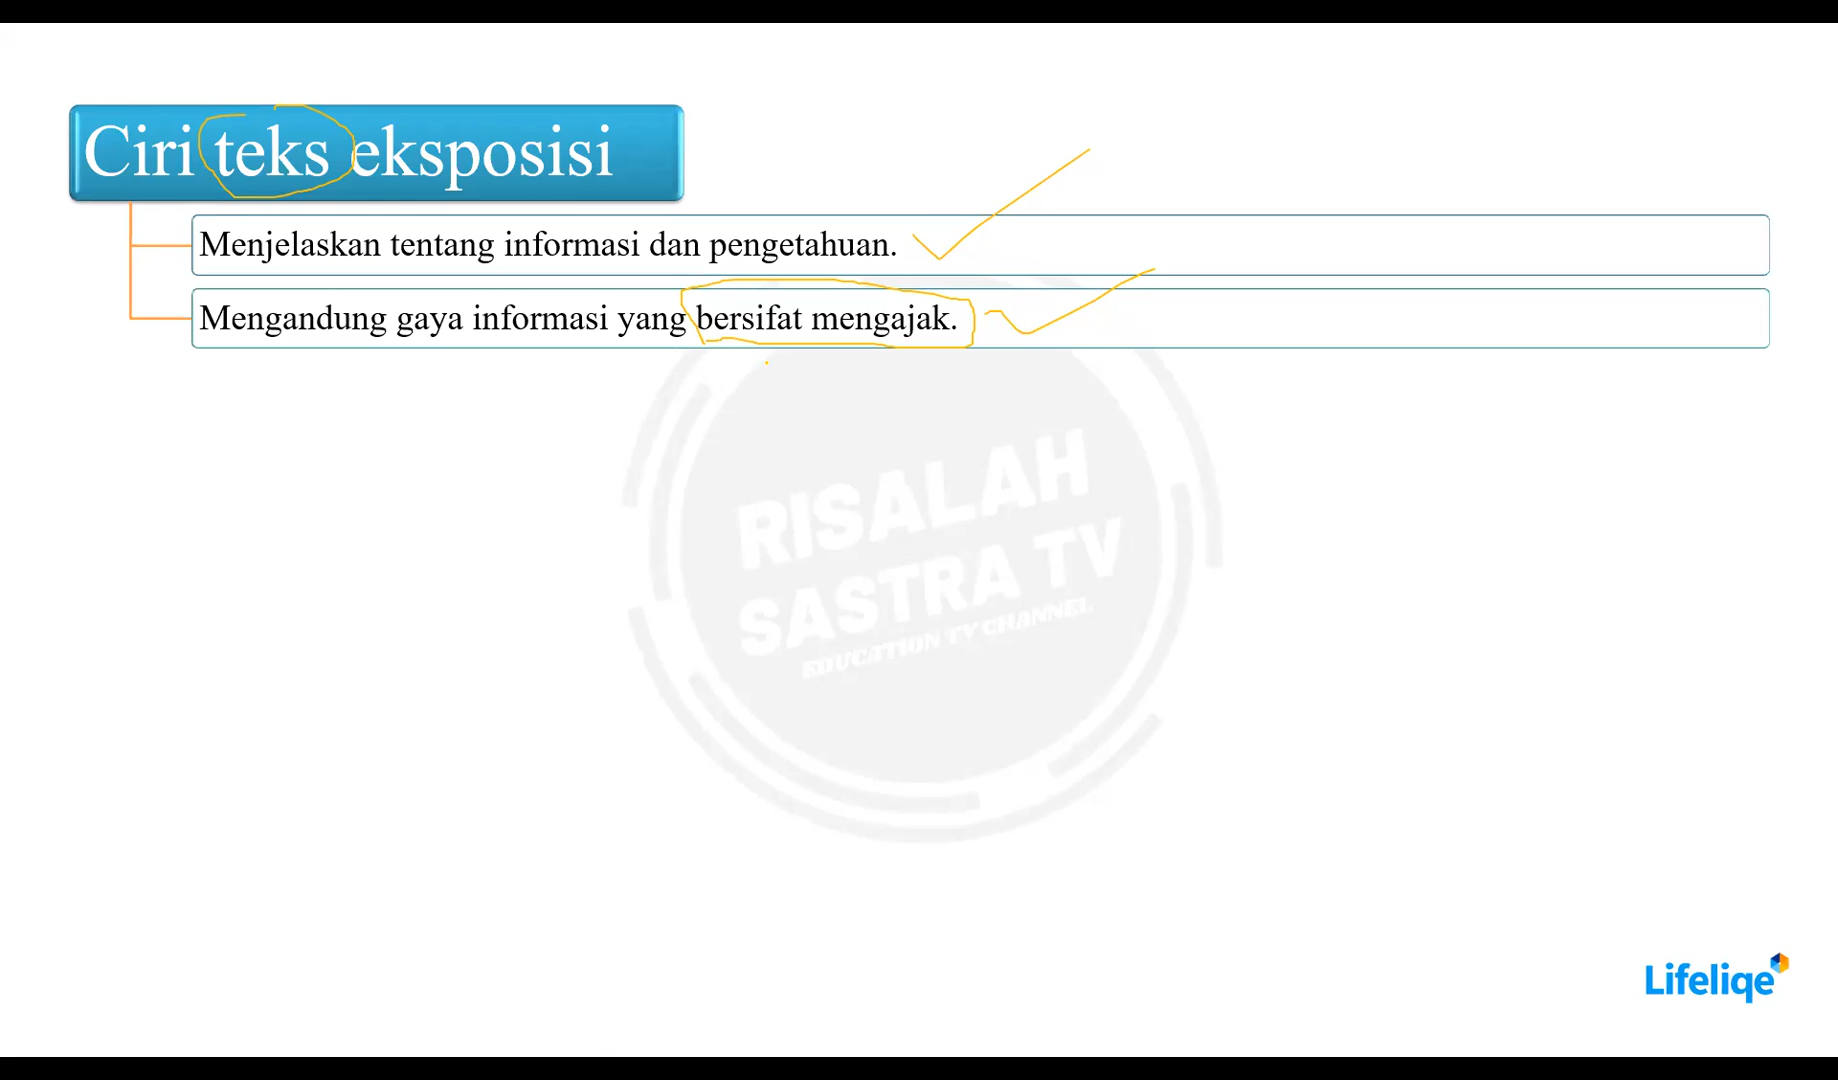 Ciri teks eksposisi
Menjelaskan tentang informasi dan pengetahuan.
Mengandung gaya informasi yang bersifat mengajak.
RISALAH
SASTRA TV
EDUCATION TV CHANNEL
Lifeliqe